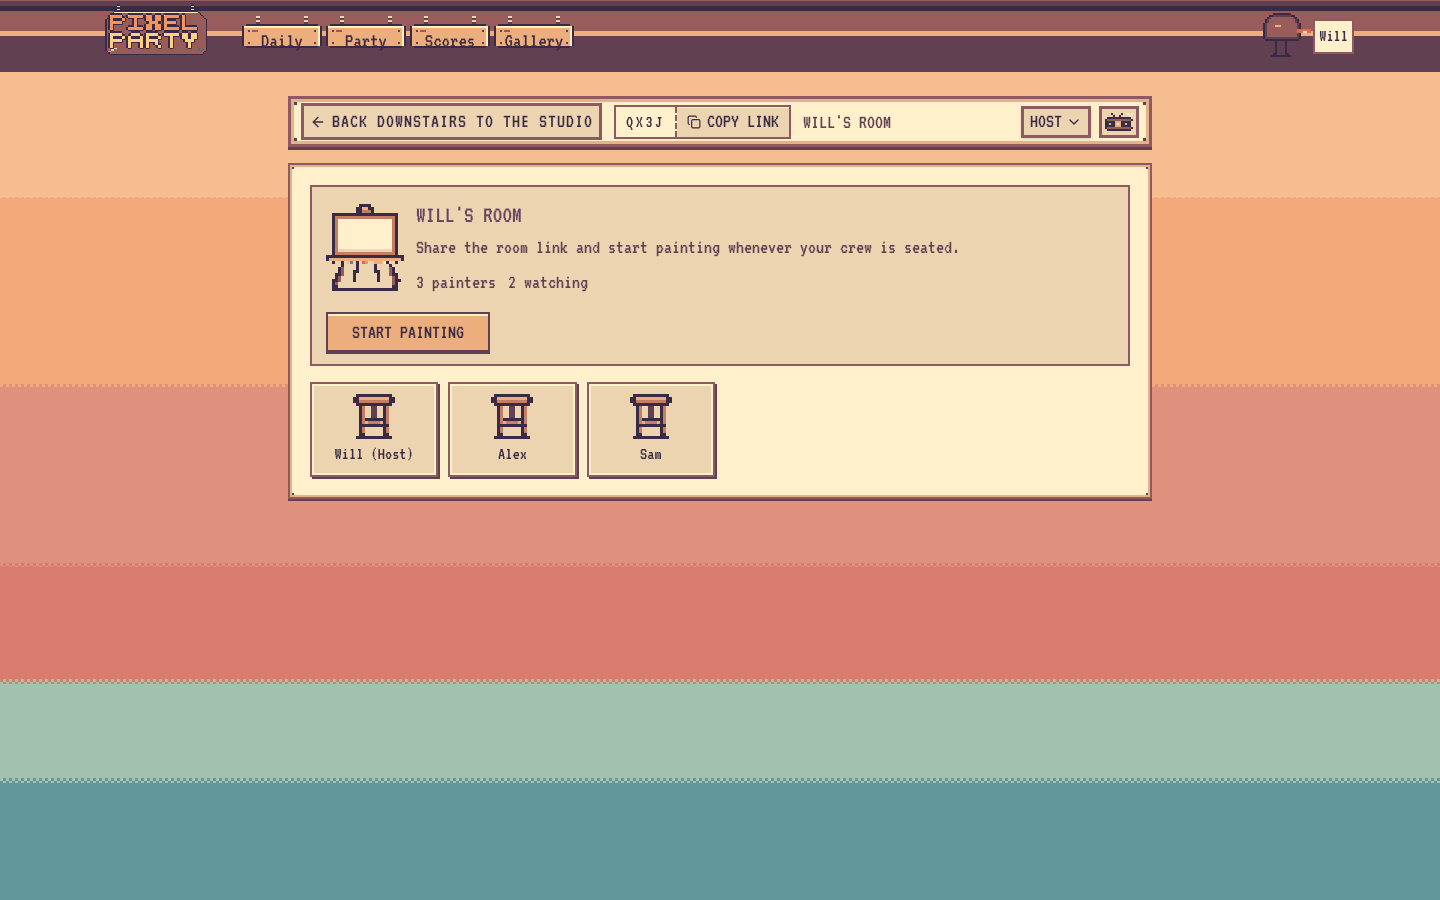 PIXEL
PARTY
Daily
Party
Scores
Gallery
Will
BACK DOWNSTAIRS TO THE STUDIO
QX3J
COPY LINK
WILL'S ROOM
HOST
WILL'S ROOM
Share the room link and start painting whenever your crew is seated.
3 painters 2 watching
START PAINTING
Will (Host)
Alex
Sam